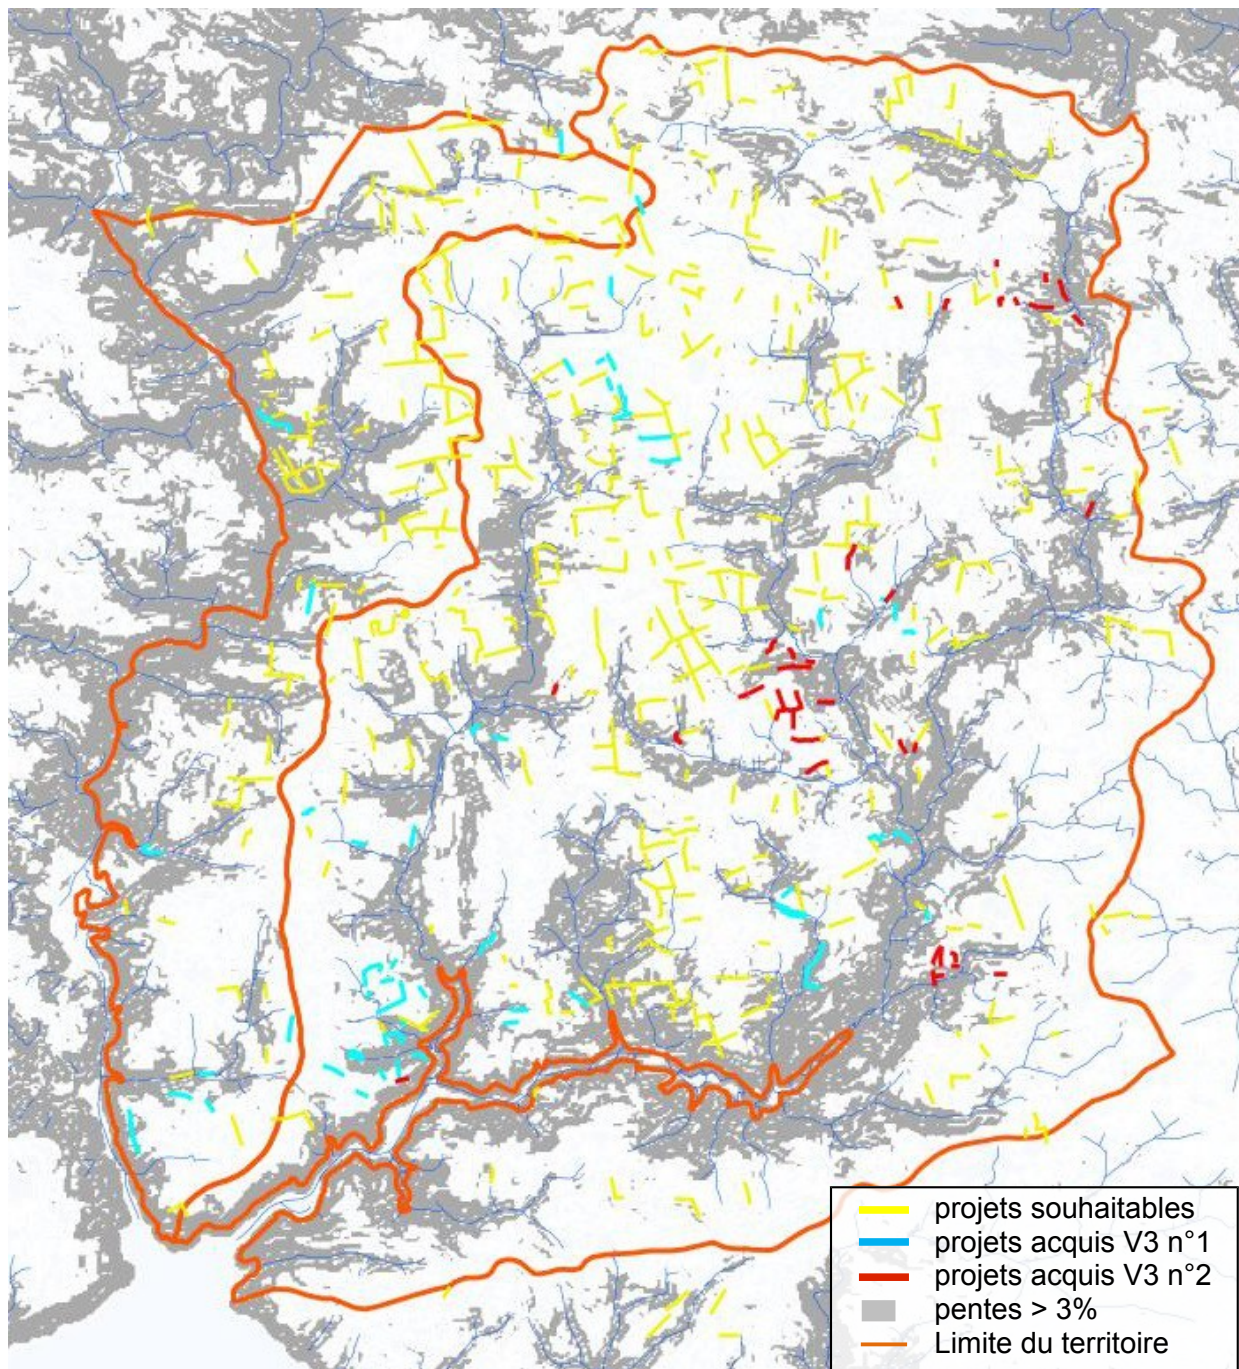 projets souhaitables
projets acquis V3 n°1
projets acquis V3 n°2
pentes > 3%
Limite du territoire